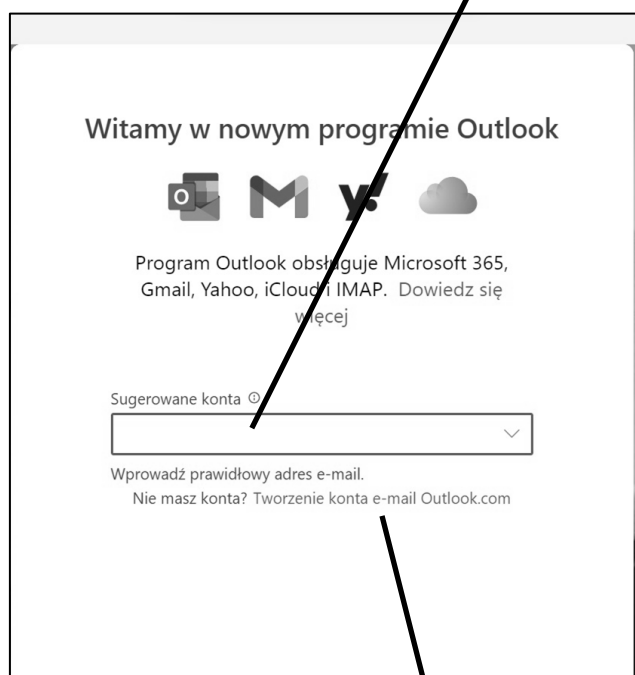 Witamy w nowym programie Outlook
Program Outlook obsługuje Microsoft 365,
Gmail, Yahoo, iCloud i IMAP. Dowiedz się
więcej
Sugerowane konta
Wprowadź prawidłowy adres e-mail.
Nie masz konta? Tworzenie konta e-mail Outlook.com